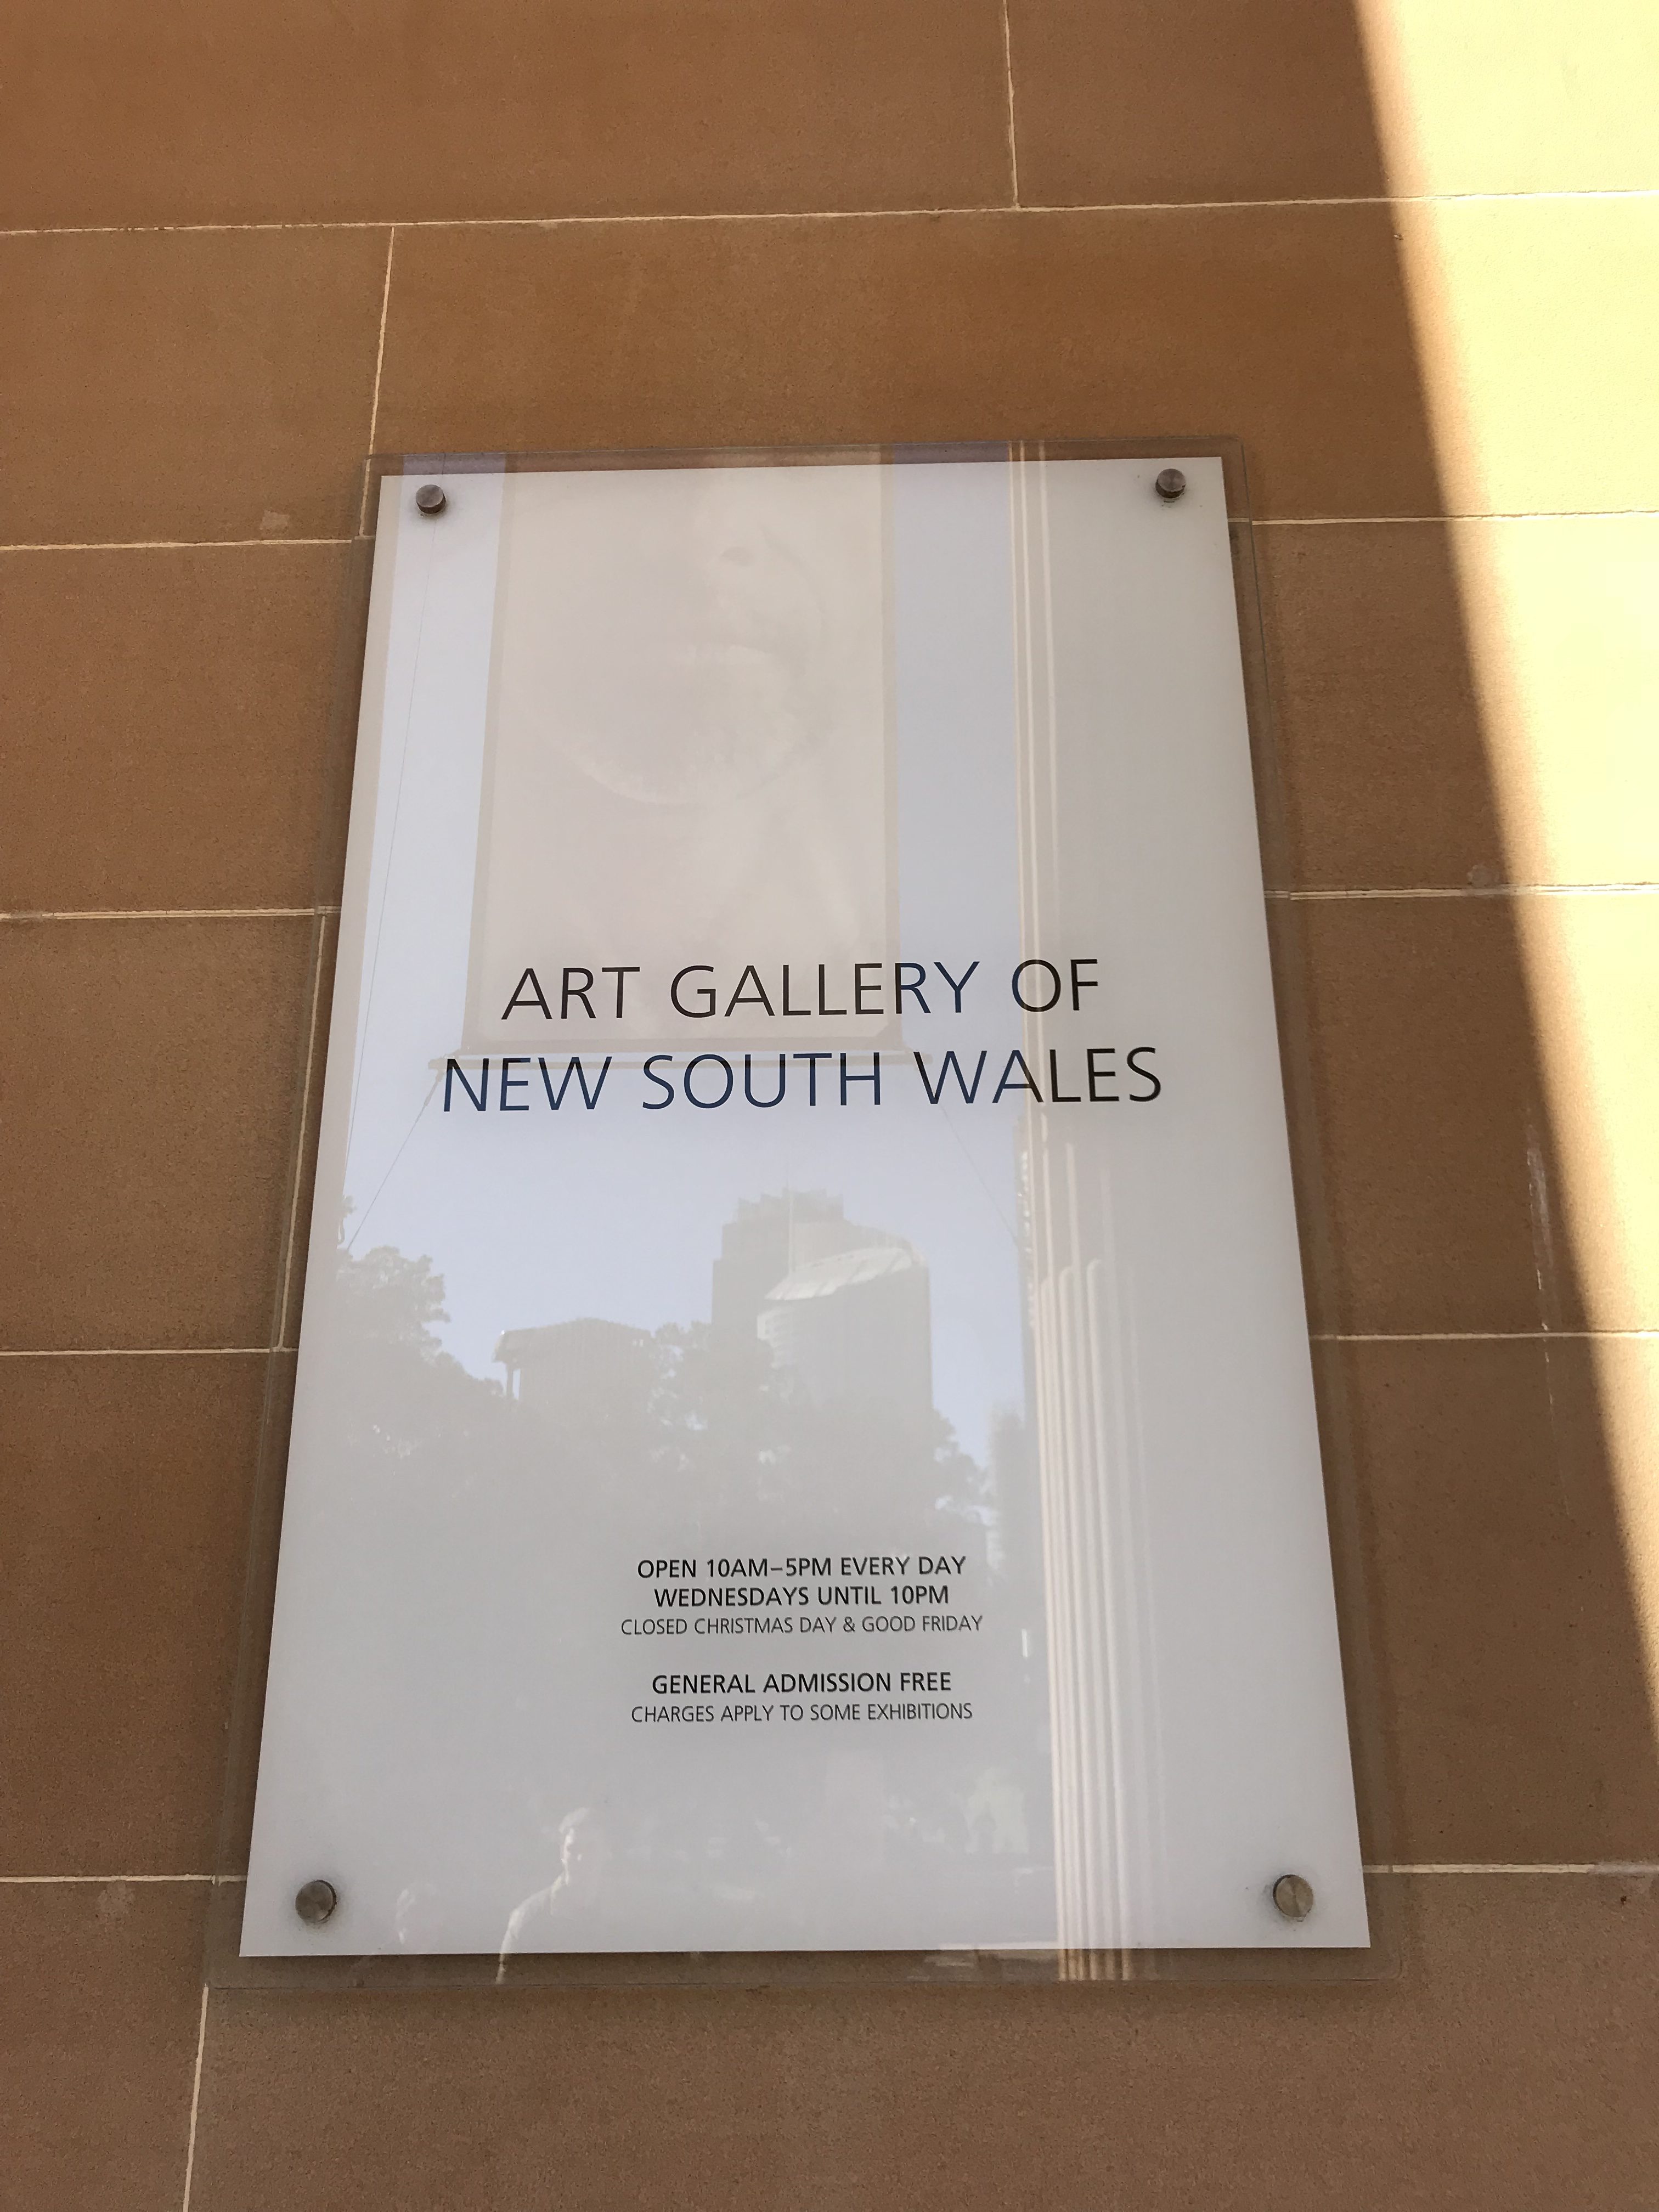 ART GALLERY OF
NEW SOUTH WALES
OPEN 10AM–5PM EVERY DAY
WEDNESDAYS UNTIL 10PM
CLOSED CHRISTMAS DAY & GOOD FRIDAY
GENERAL ADMISSION FREE
CHARGES APPLY TO SOME EXHIBITIONS